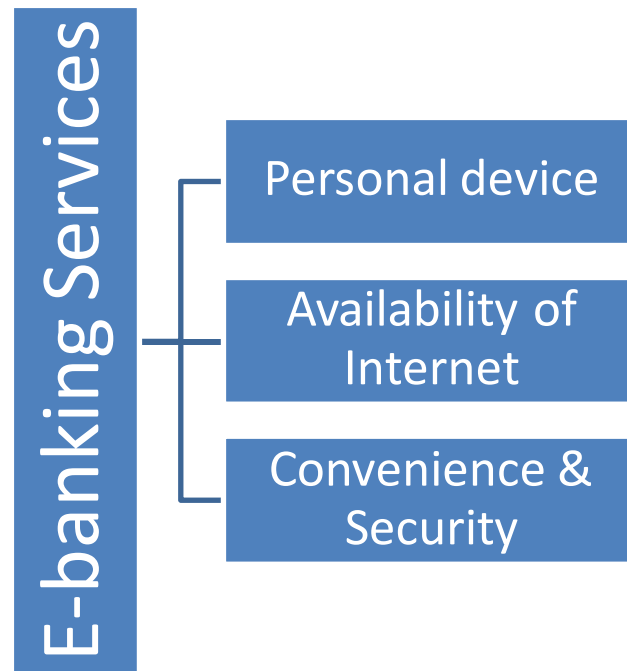 E-banking Services
Personal device
Availability of
Internet
Convenience &
Security